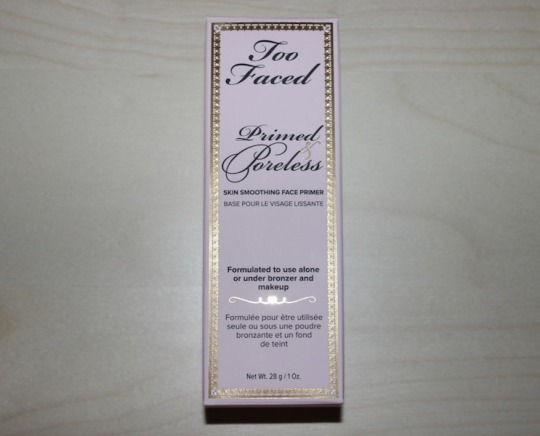 Too
Faced
Primed
&
Poreless
SKIN SMOOTHING FACE PRIMER
BASE POUR LE VISAGE LISSANTE
Formulated to use alone
or under bronzer and
makeup
Formulée pour être utilisée
seule ou sous une poudre
bronzante et un fond
de teint
Net Wt. 28 g / 1 Oz.